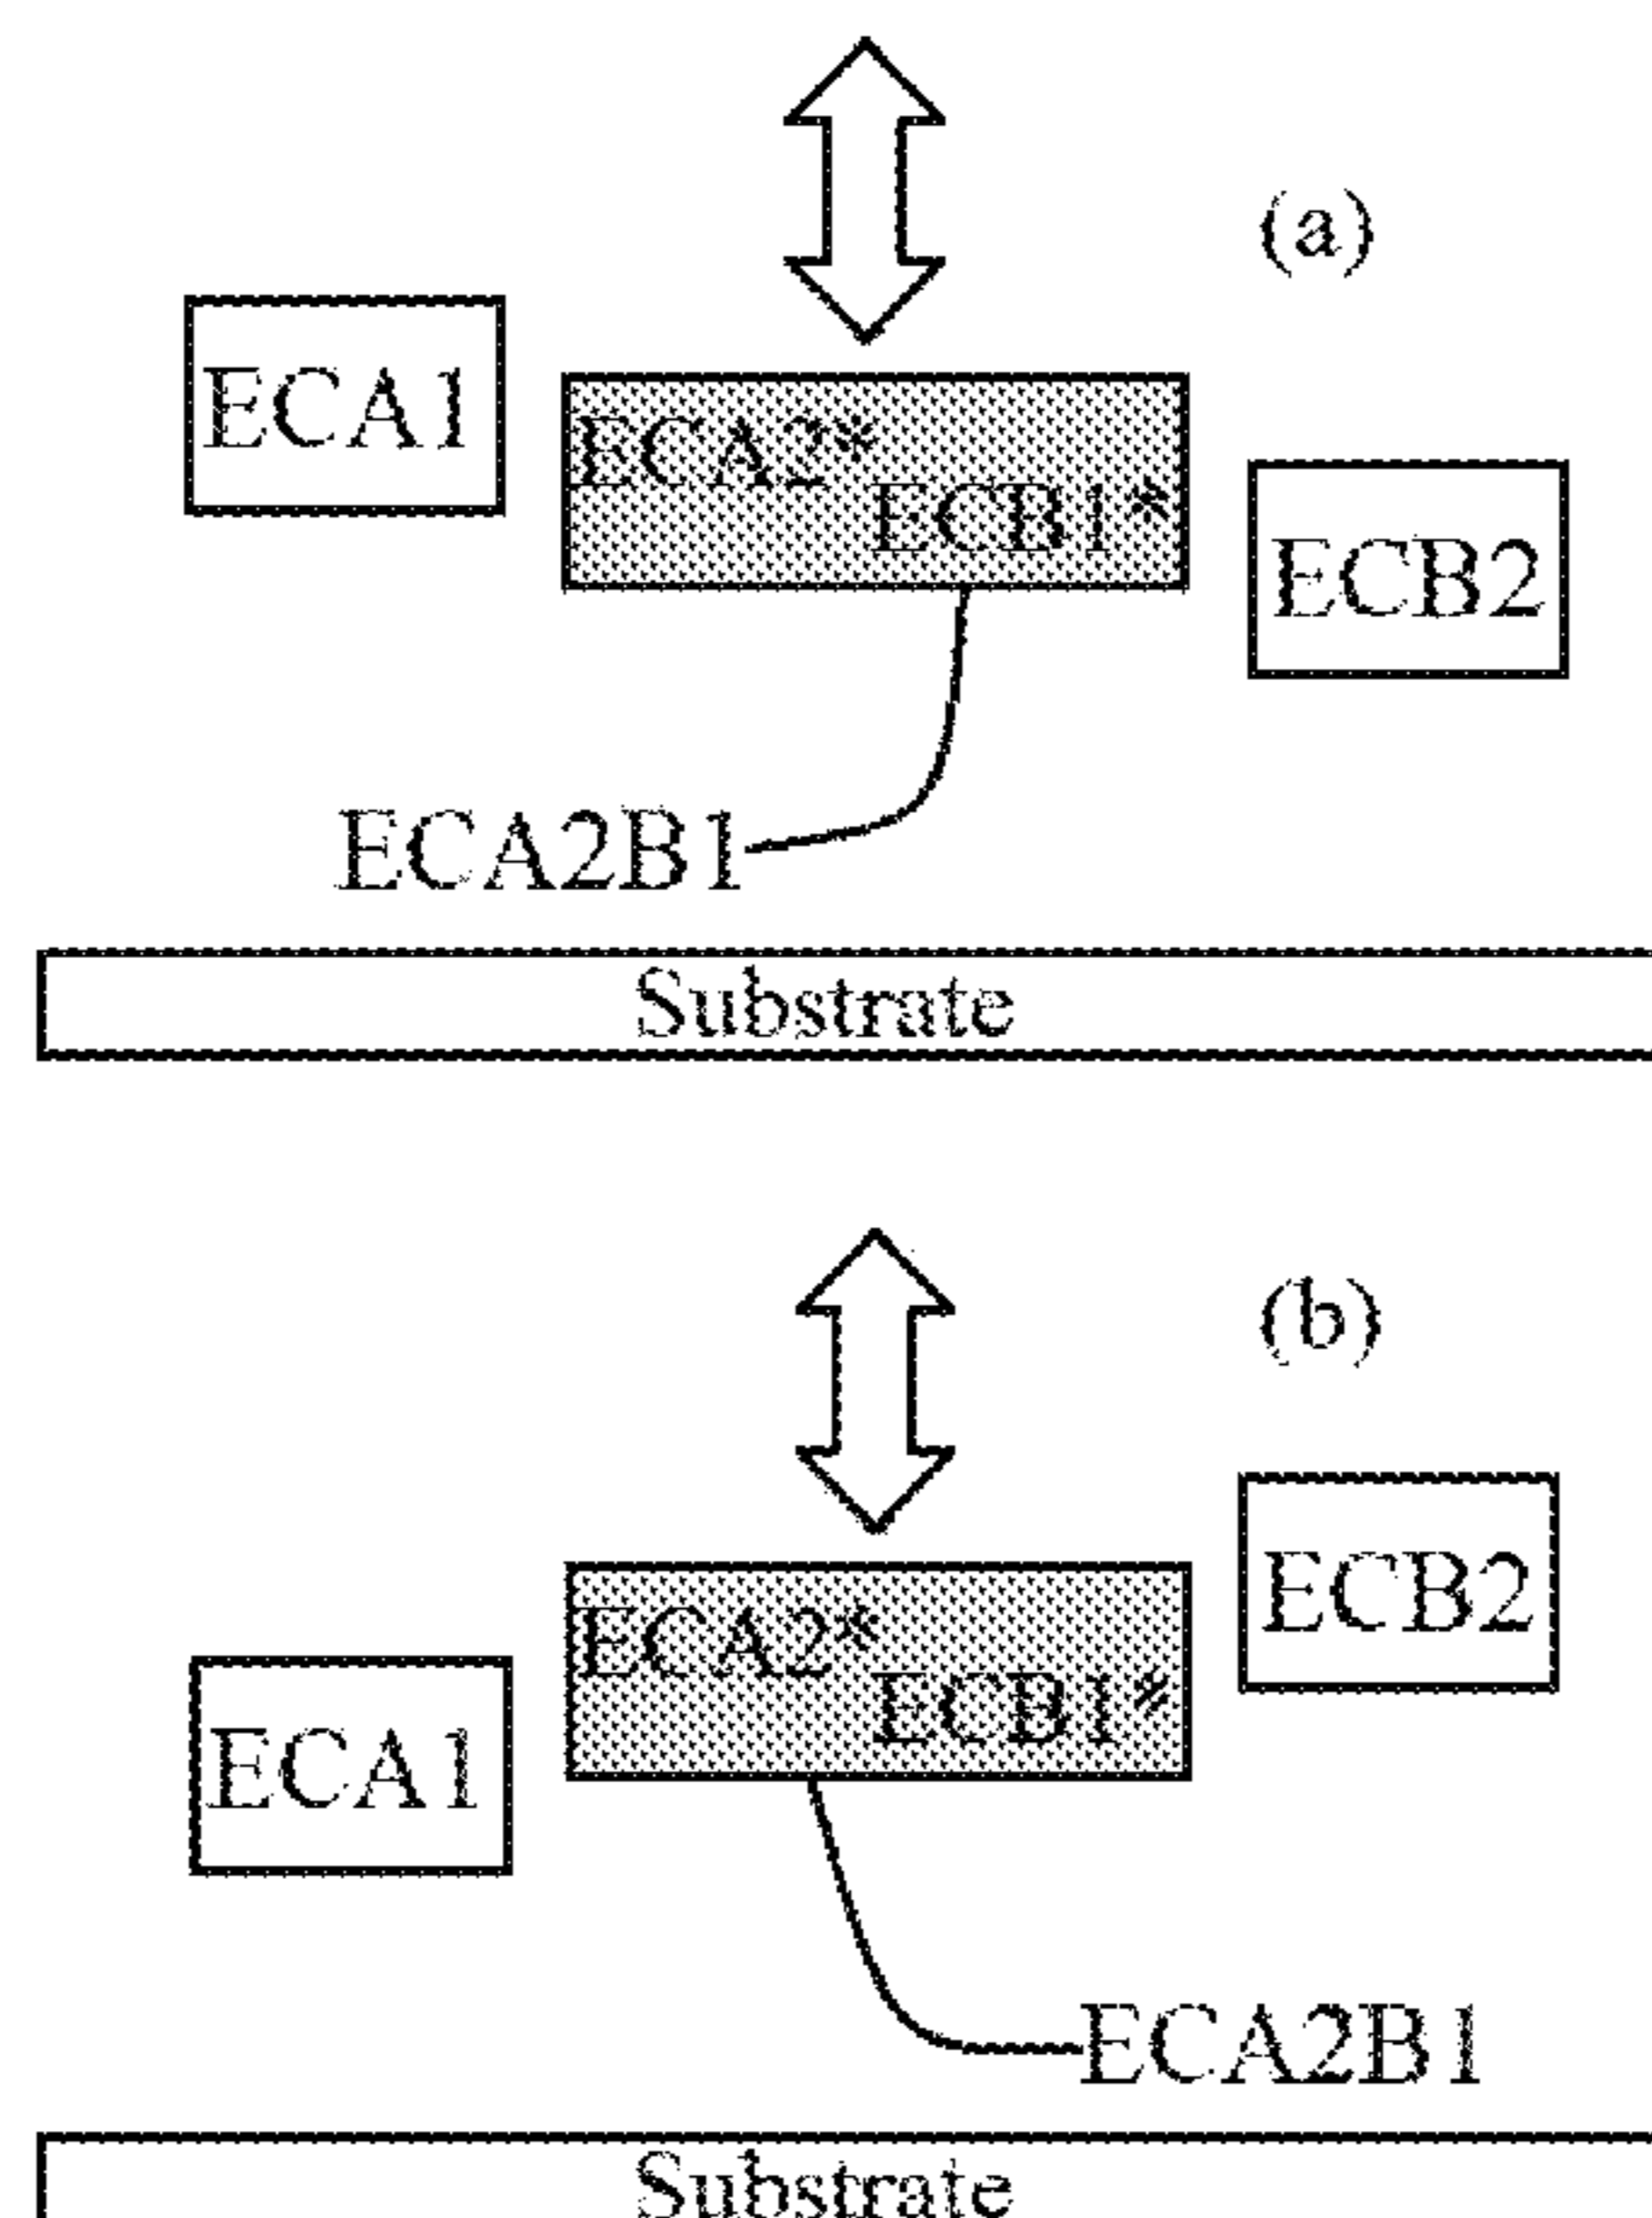 (a)
ECA1
ECA2*
ECB1*
ECB2
ECA2B1
Substrate
(b)
ECB2
ECA2*
ECB1*
ECA1
ECA2B1
Substrate